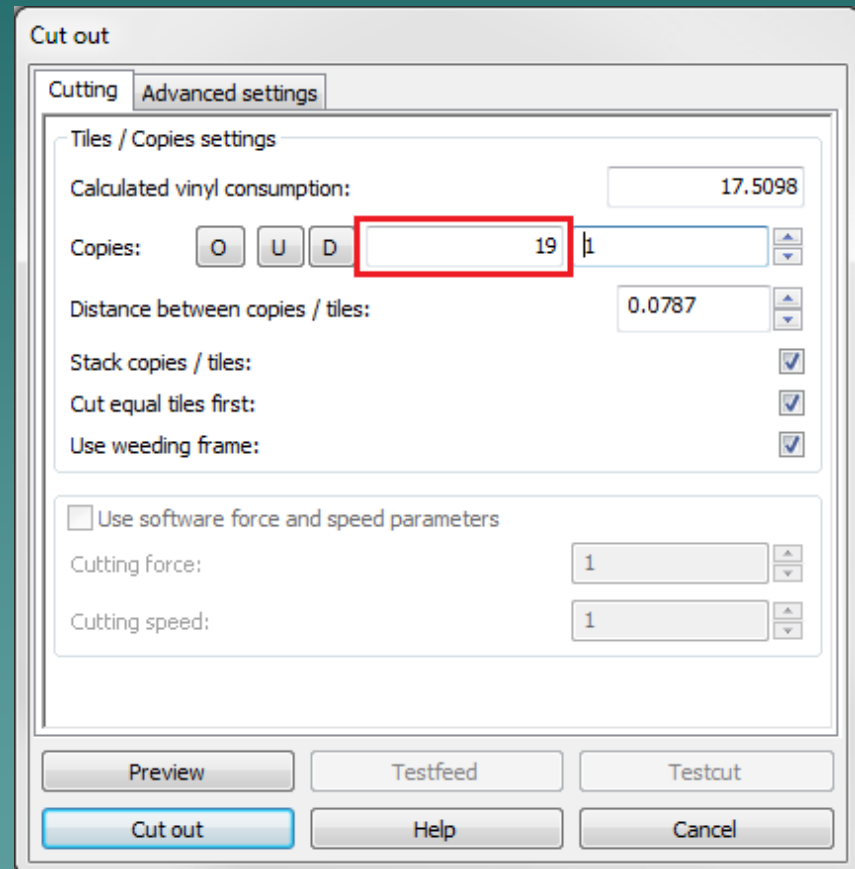 Cut out
Cutting Advanced settings
Tiles / Copies settings
Calculated vinyl consumption: 17.5098
Copies: O U D 19 1
Distance between copies / tiles: 0.0787
Stack copies / tiles:
Cut equal tiles first:
Use weeding frame:
Use software force and speed parameters
Cutting force: 1
Cutting speed: 1
Preview Testfeed Testcut
Cut out Help Cancel